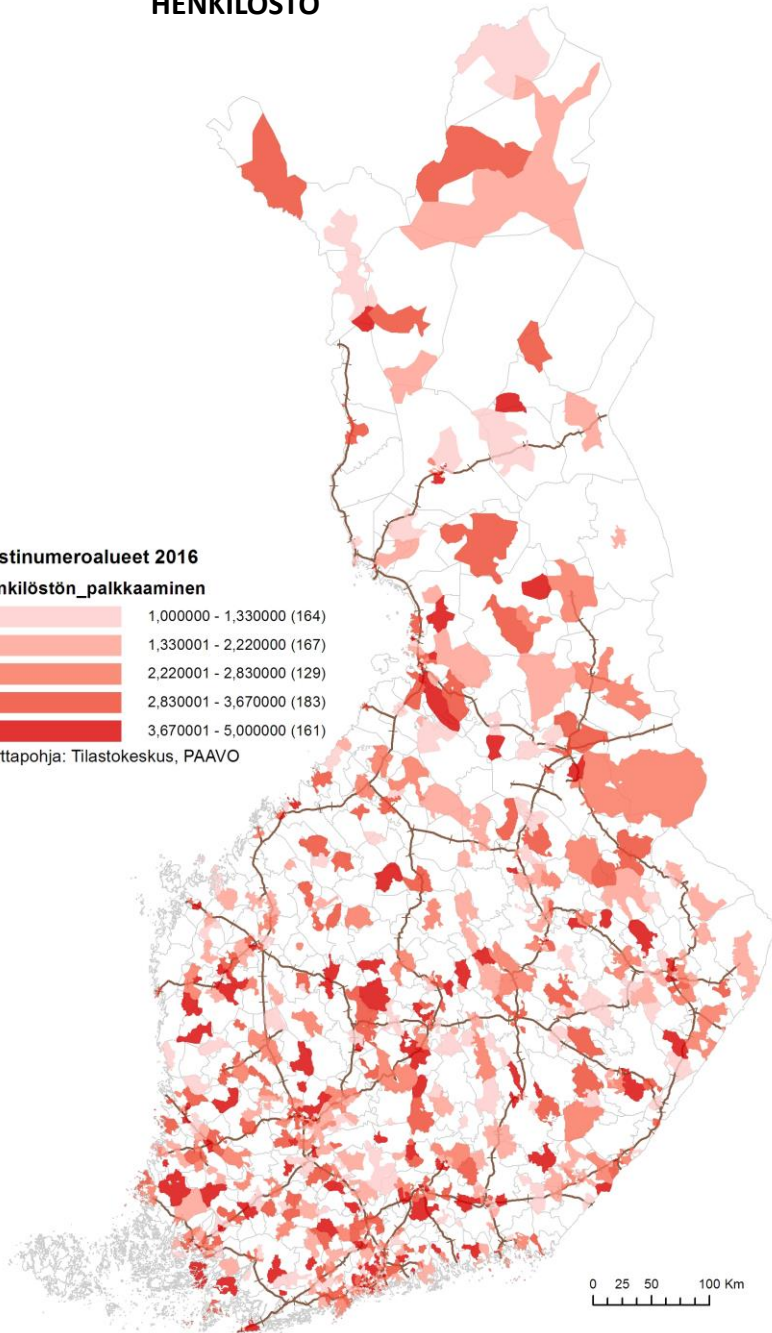 HENKILÖSTÖ
stinumeroalueet 2016
nkilöstön_palkkaaminen
1,000000 - 1,330000 (164)
1,330001 - 2,220000 (167)
2,220001 - 2,830000 (129)
2,830001 - 3,670000 (183)
3,670001 - 5,000000 (161)
ttapohja: Tilastokeskus, PAAVO
0 25 50 100 Km